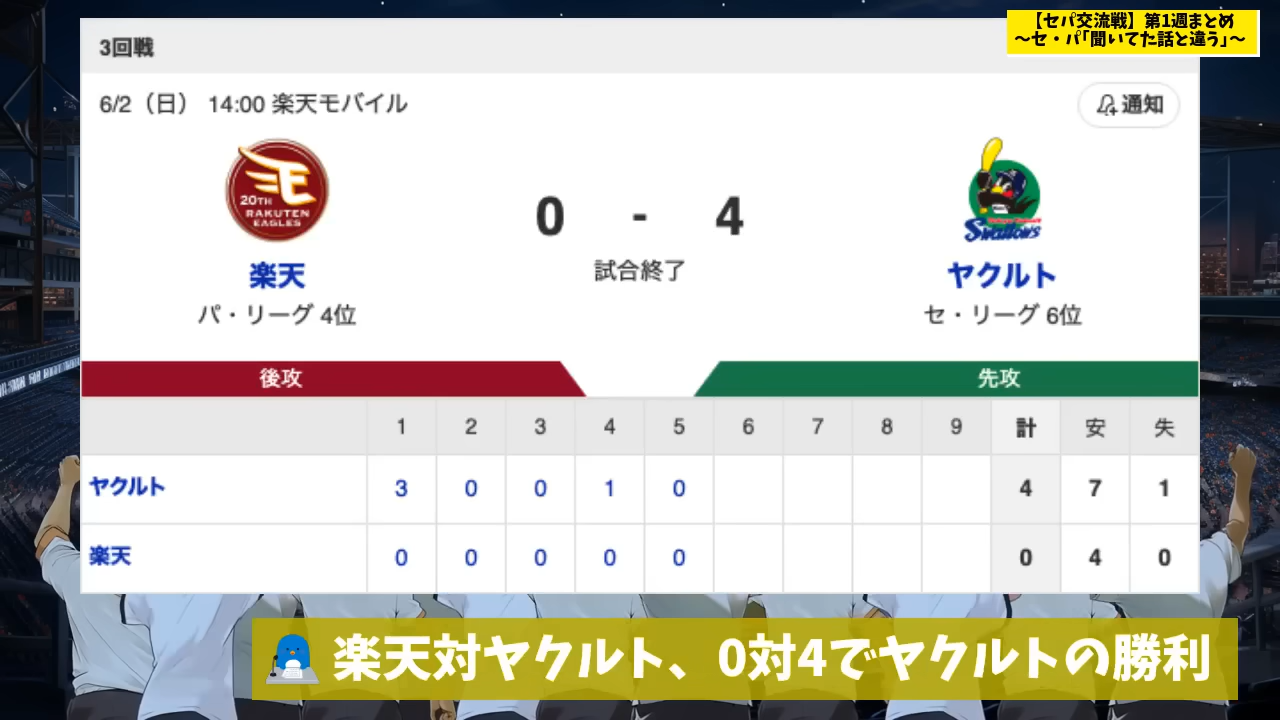 【セパ交流戦】第1週まとめ
～セ・パ「聞いてた話と違う」～
3回戦
6/2（日） 14:00 楽天モバイル
通知
20TH
RAKUTEN
EAGLES
0 - 4
Swallows
試合終了
楽天
ヤクルト
パ・リーグ 4位
セ・リーグ 6位
後攻
先攻
1 2 3 4 5 6 7 8 9 計 安 失
ヤクルト 3 0 0 1 0 4 7 1
楽天 0 0 0 0 0 0 4 0
楽天対ヤクルト、0対4でヤクルトの勝利